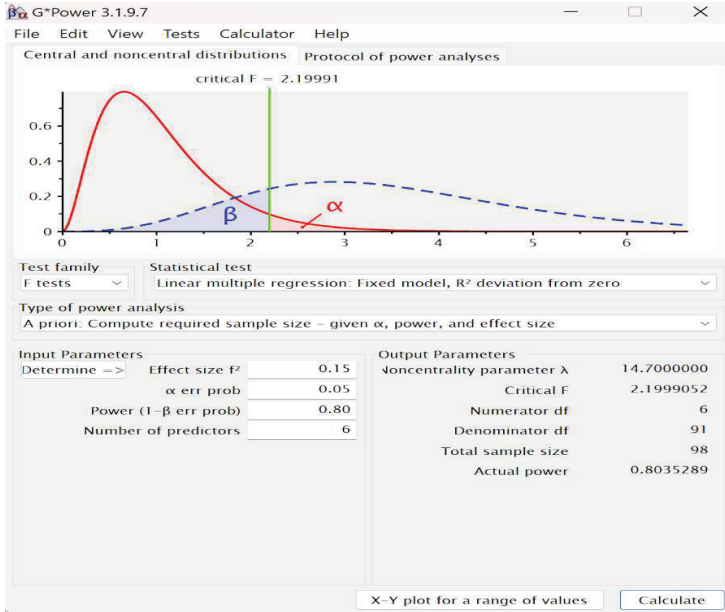 βα G*Power 3.1.9.7
File Edit View Tests Calculator Help
Central and noncentral distributions Protocol of power analyses
critical F = 2.19991
0.6
0.4
0.2
0
β
α
0 1 2 3 4 5 6
Test family Statistical test
F tests Linear multiple regression: Fixed model, R² deviation from zero
Type of power analysis
A priori: Compute required sample size – given α, power, and effect size
Input Parameters Output Parameters
Determine => Effect size f² 0.15 Noncentrality parameter λ 14.7000000
α err prob 0.05 Critical F 2.1999052
Power (1–β err prob) 0.80 Numerator df 6
Number of predictors 6 Denominator df 91
Total sample size 98
Actual power 0.8035289
X–Y plot for a range of values Calculate